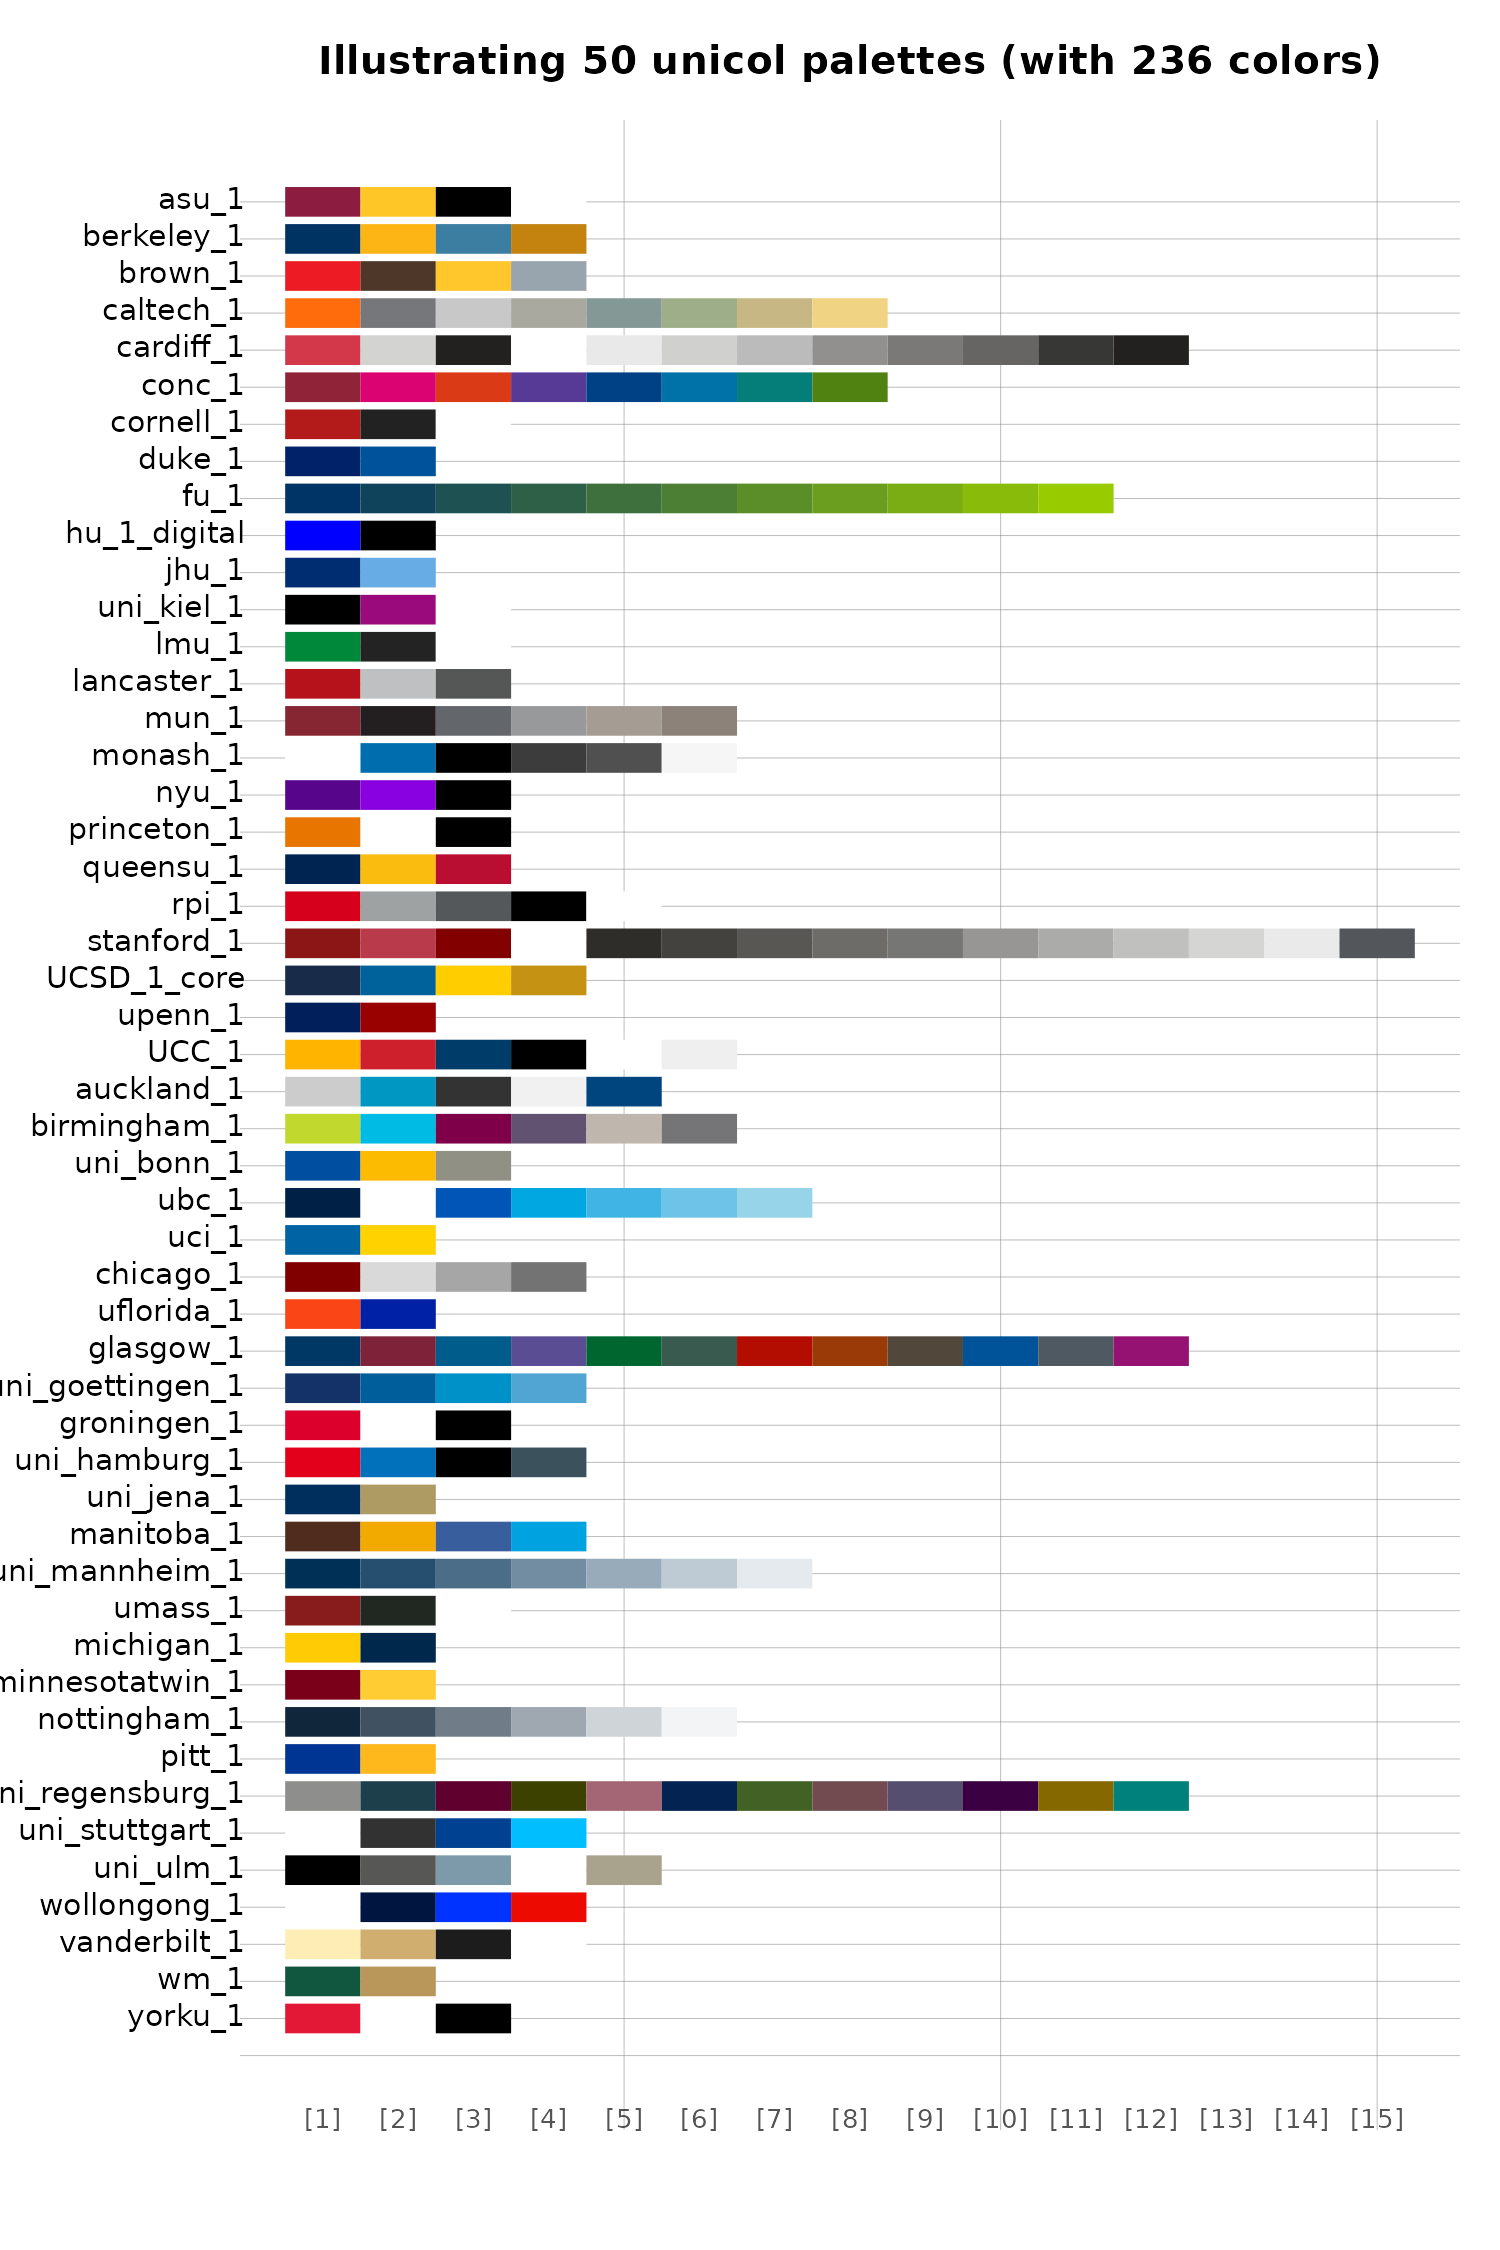 Illustrating 50 unicol palettes (with 236 colors)
asu_1
berkeley_1
brown_1
caltech_1
cardiff_1
conc_1
cornell_1
duke_1
fu_1
hu_1_digital
jhu_1
uni_kiel_1
lmu_1
lancaster_1
mun_1
monash_1
nyu_1
princeton_1
queensu_1
rpi_1
stanford_1
UCSD_1_core
upenn_1
UCC_1
auckland_1
birmingham_1
uni_bonn_1
ubc_1
uci_1
chicago_1
uflorida_1
glasgow_1
uni_goettingen_1
groningen_1
uni_hamburg_1
uni_jena_1
manitoba_1
uni_mannheim_1
umass_1
michigan_1
minnesotatwin_1
nottingham_1
pitt_1
ni_regensburg_1
uni_stuttgart_1
uni_ulm_1
wollongong_1
vanderbilt_1
wm_1
yorku_1
[1] [2] [3] [4] [5] [6] [7] [8] [9] [10] [11] [12] [13] [14] [15]